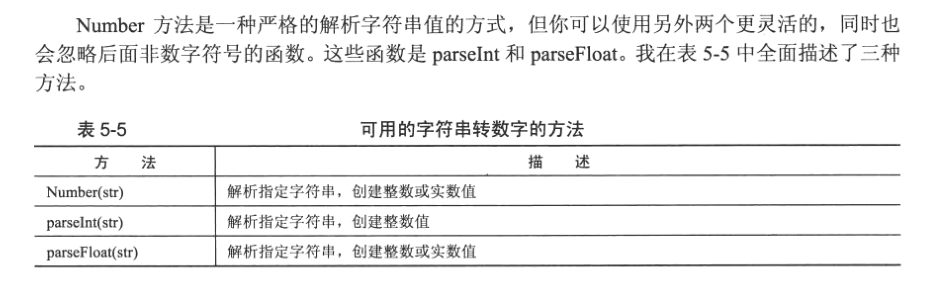 Number 方法是一种严格的解析字符串值的方式，但你可以使用另外两个更灵活的，同时也
会忽略后面非数字符号的函数。这些函数是 parseInt 和 parseFloat。我在表 5-5 中全面描述了三种
方法。
表 5-5 可用的字符串转数字的方法
方 法 描 述
Number(str) 解析指定字符串，创建整数或实数值
parseInt(str) 解析指定字符串，创建整数值
parseFloat(str) 解析指定字符串，创建整数或实数值